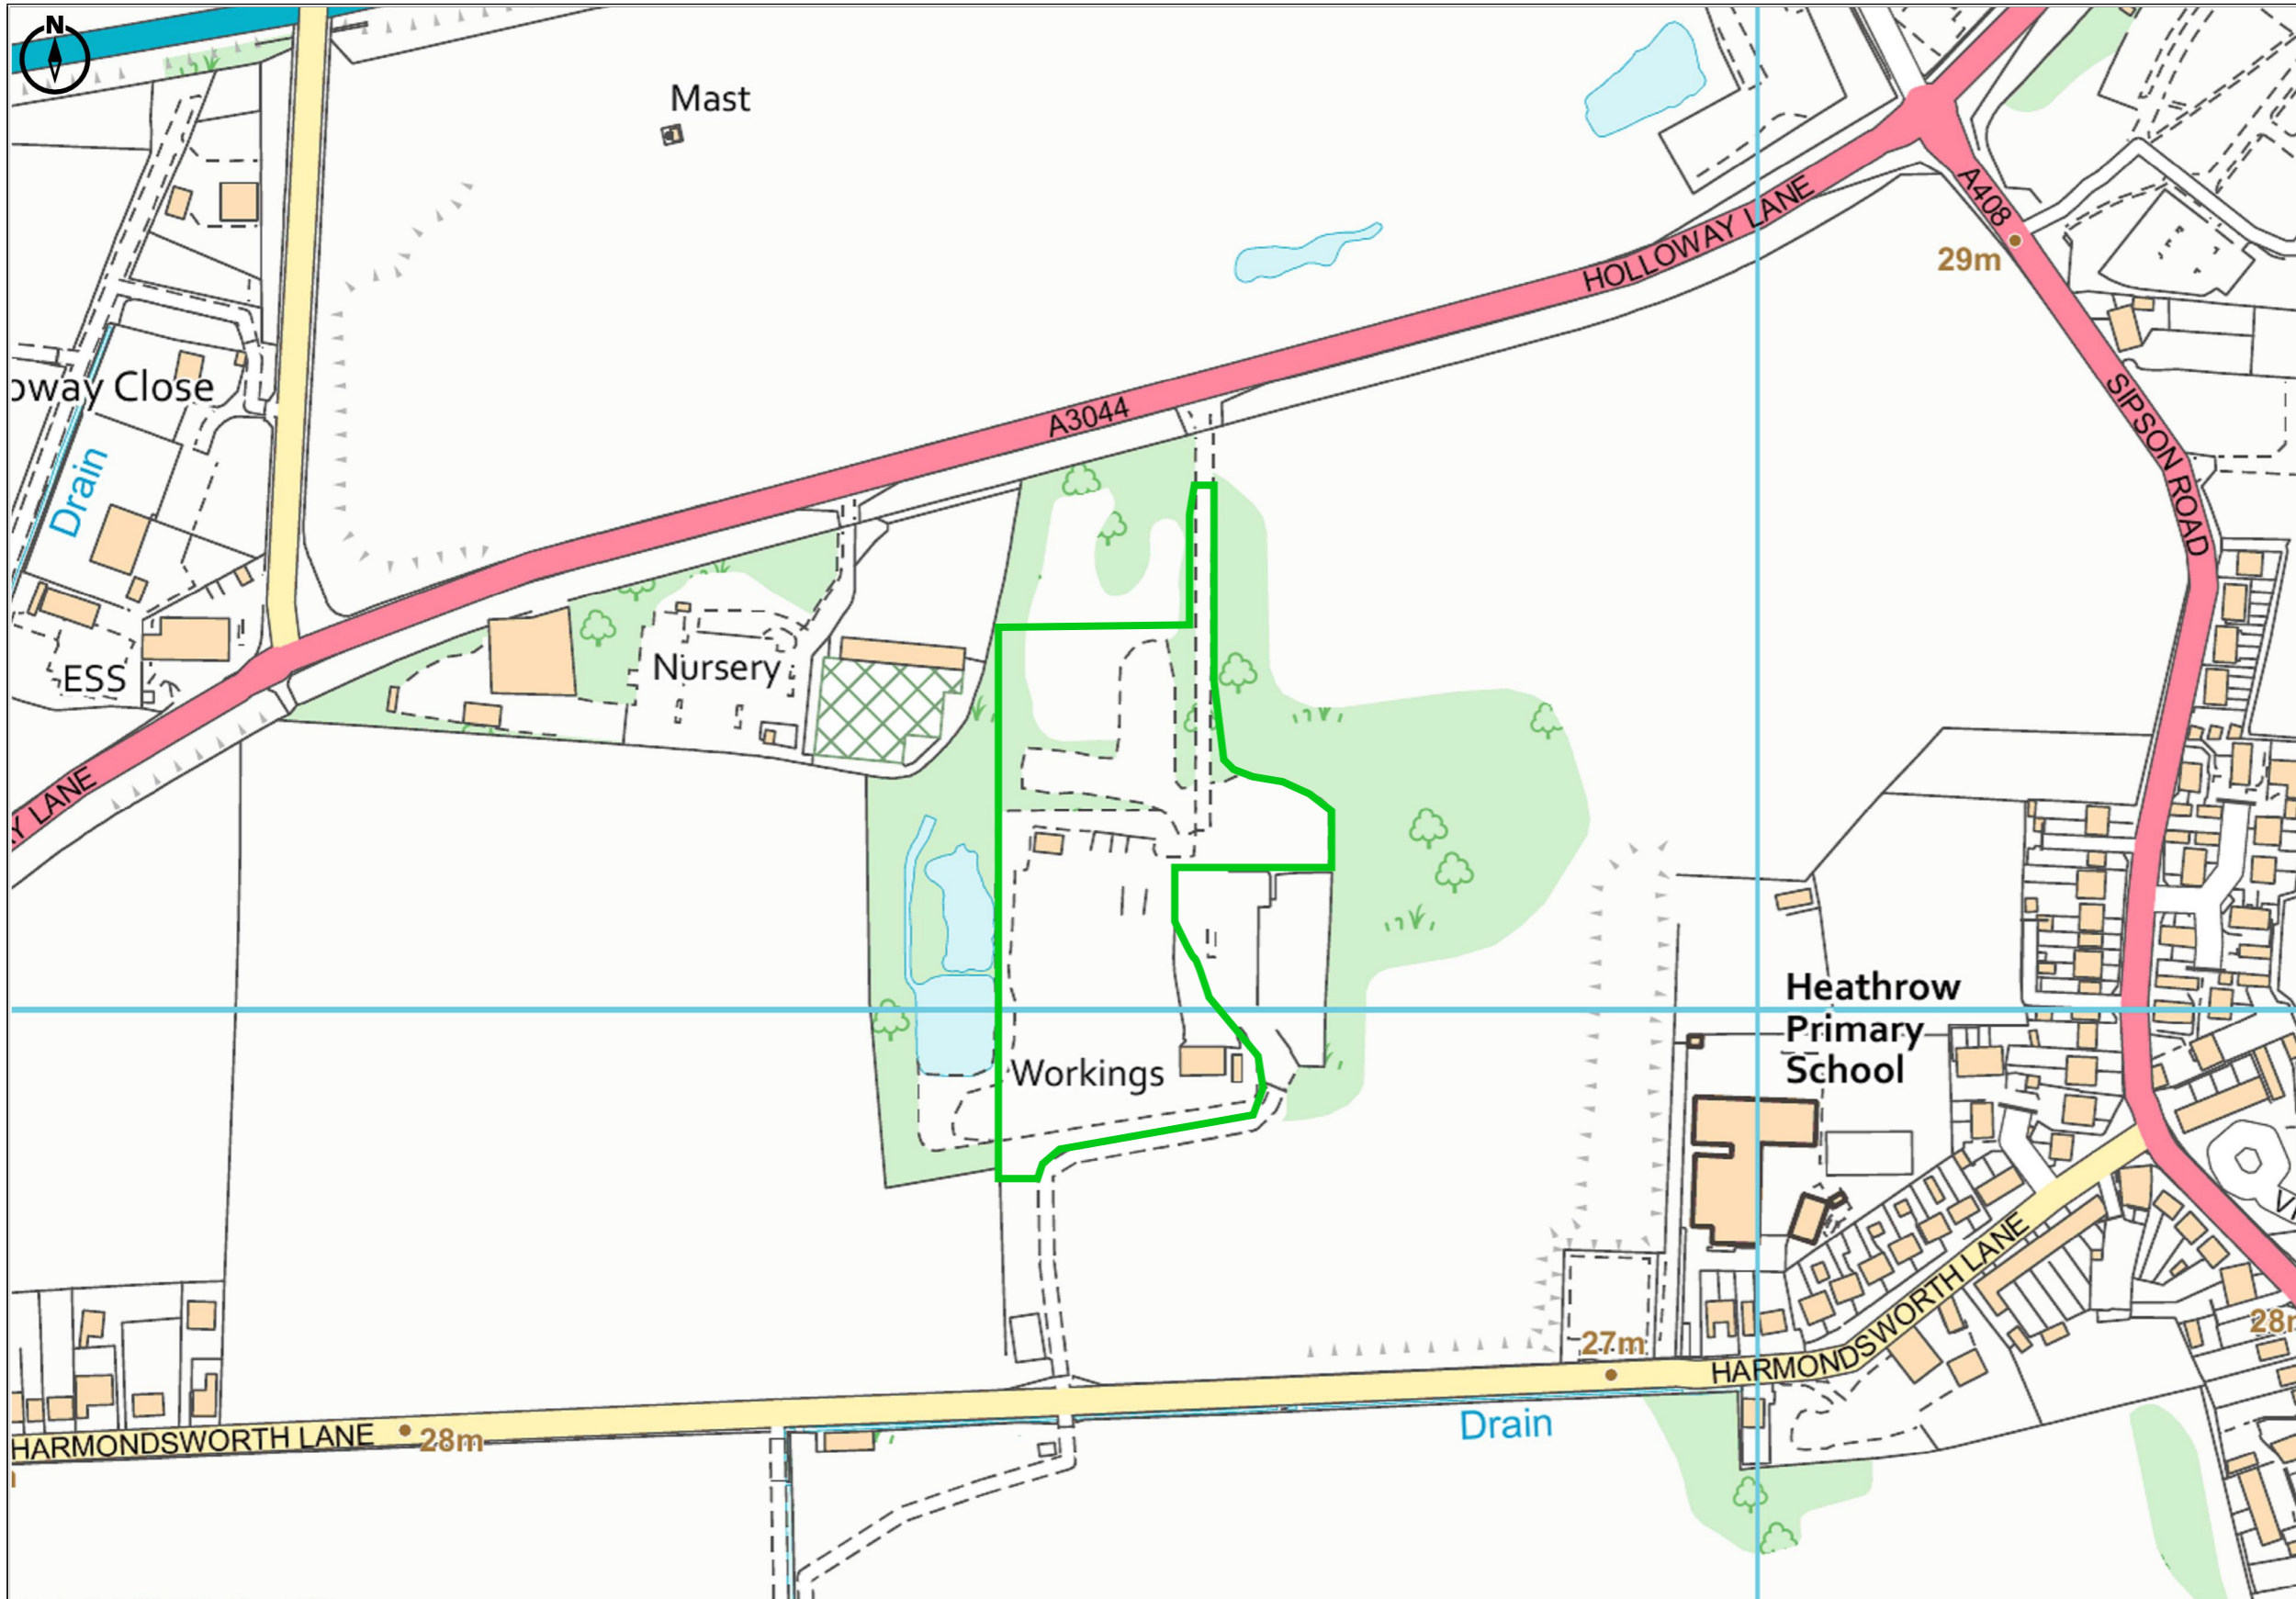 N
Mast
HOLLOWAY LANE
A408
29m
oway Close
A3044
SIPSON ROAD
Drain
Nursery
ESS
Y LANE
Heathrow
Primary
School
Workings
HARMONDSWORTH LANE
27m
28m
HARMONDSWORTH LANE
28m
Drain